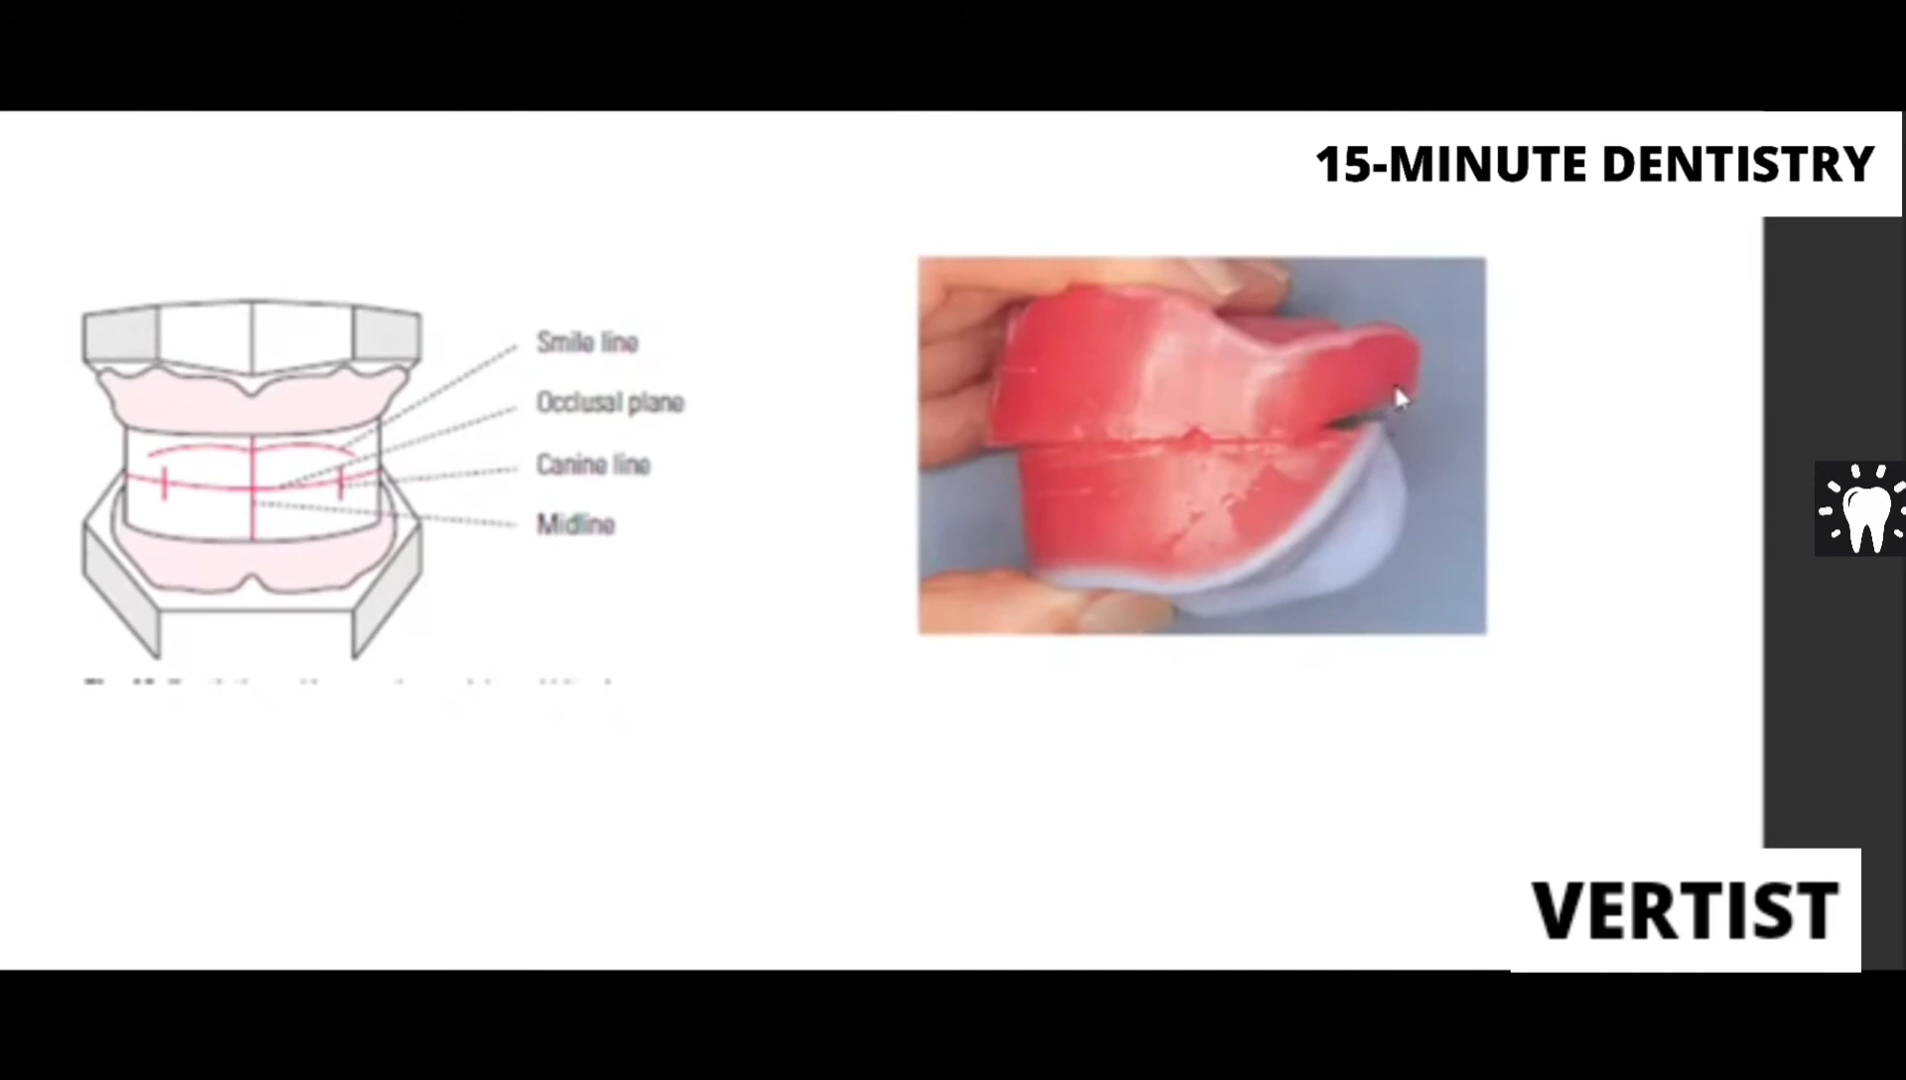 15-MINUTE DENTISTRY
Smile line
Occlusal plane
Canine line
Midline
VERTIST